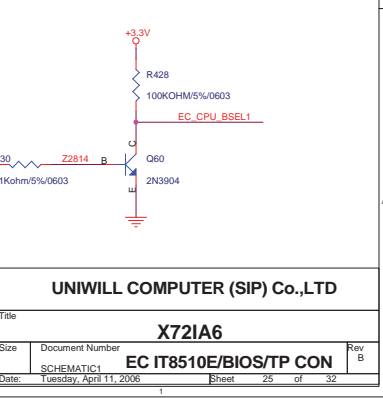 +3.3V
R428
100KOHM/5%/0603
EC_CPU_BSEL1
C
30 Z2814 B Q60
1Kohm/5%/0603 2N3904
E
UNIWILL COMPUTER (SIP) Co.,LTD
Title
X72IA6
Size Document Number Rev
SCHEMATIC1 EC IT8510E/BIOS/TP CON B
Date: Tuesday, April 11, 2006 Sheet 25 of 32
1